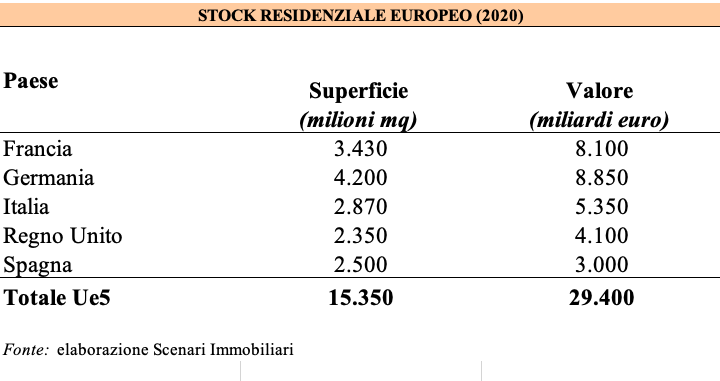 STOCK RESIDENZIALE EUROPEO (2020)
Paese Superficie Valore
(milioni mq) (miliardi euro)
Francia 3.430 8.100
Germania 4.200 8.850
Italia 2.870 5.350
Regno Unito 2.350 4.100
Spagna 2.500 3.000
Totale Ue5 15.350 29.400
Fonte: elaborazione Scenari Immobiliari